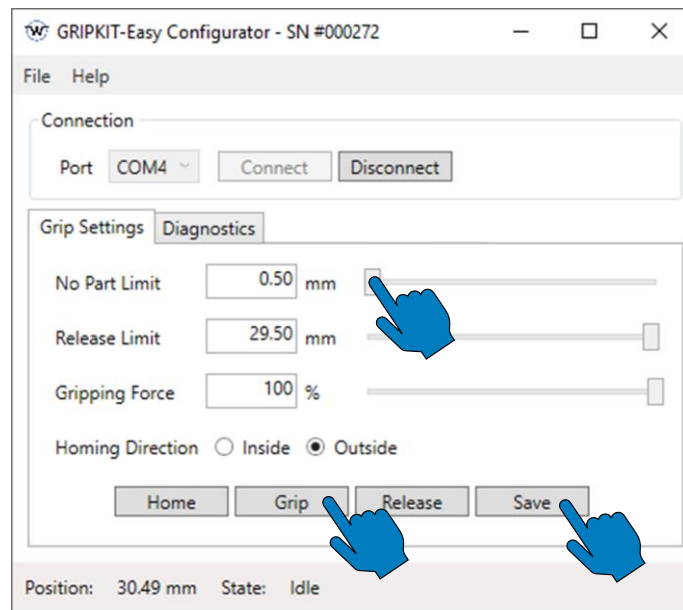 GRIPKIT-Easy Configurator - SN #000272
File Help
Connection
Port COM4 Connect Disconnect
Grip Settings Diagnostics
No Part Limit 0.50 mm
Release Limit 29.50 mm
Gripping Force 100 %
Homing Direction Inside Outside
Home Grip Release Save
Position: 30.49 mm State: Idle